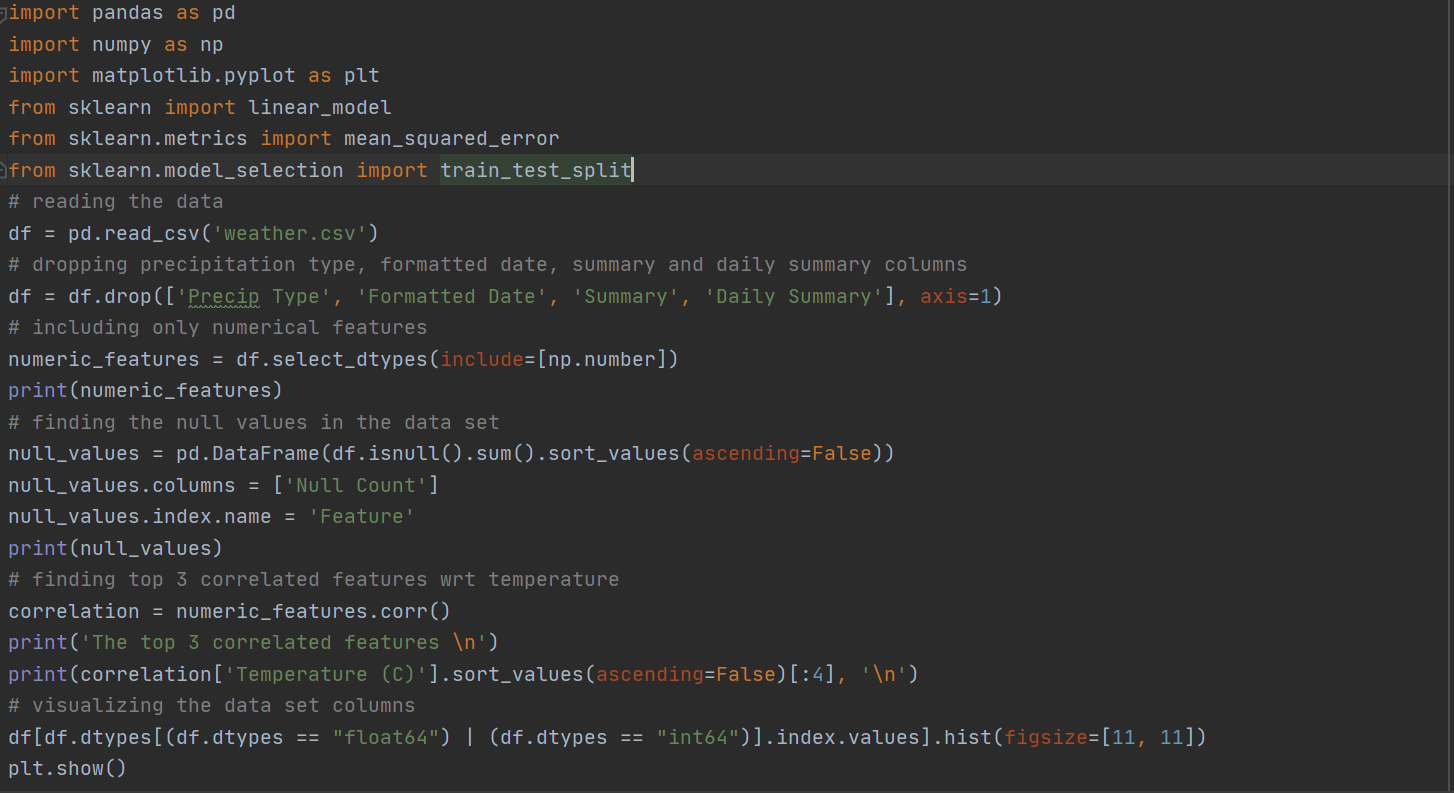 import pandas as pd
import numpy as np
import matplotlib.pyplot as plt
from sklearn import linear_model
from sklearn.metrics import mean_squared_error
from sklearn.model_selection import train_test_split
# reading the data
df = pd.read_csv('weather.csv')
# dropping precipitation type, formatted date, summary and daily summary columns
df = df.drop(['Precip Type', 'Formatted Date', 'Summary', 'Daily Summary'], axis=1)
# including only numerical features
numeric_features = df.select_dtypes(include=[np.number])
print(numeric_features)
# finding the null values in the data set
null_values = pd.DataFrame(df.isnull().sum().sort_values(ascending=False))
null_values.columns = ['Null Count']
null_values.index.name = 'Feature'
print(null_values)
# finding top 3 correlated features wrt temperature
correlation = numeric_features.corr()
print('The top 3 correlated features \n')
print(correlation['Temperature (C)'].sort_values(ascending=False)[:4], '\n')
# visualizing the data set columns
df[df.dtypes[(df.dtypes == "float64") | (df.dtypes == "int64")].index.values].hist(figsize=[11, 11])
plt.show()